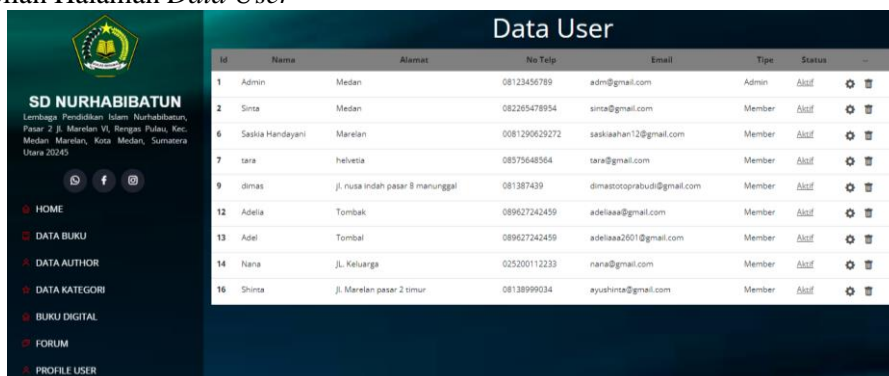 Halaman Data User
Data User
SD NURHABIBATUN
Lembaga Pendidikan Islam Nurhabibatun,
Pasar 2 Jl. Marelan VI, Rengas Pulau, Kec.
Medan Marelan, Kota Medan, Sumatera
Utara 20245
HOME
DATA BUKU
DATA AUTHOR
DATA KATEGORI
BUKU DIGITAL
FORUM
PROFILE USER
Id Nama Alamat No Telp Email Tipe Status
1 Admin Medan 08123456789 adm@gmail.com Admin Aktif
2 Sinta Medan 082265478954 sinta@gmail.com Member Aktif
6 Saskia Handayani Marelan 0081290629272 saskiaahan12@gmail.com Member Aktif
7 tara helvetia 08575648564 tara@gmail.com Member Aktif
9 dimas jl. nusa indah pasar 8 manunggal 081387439 dimastotoprabudi@gmail.com Member Aktif
12 Adelia Tombak 089627242459 adeliaaa@gmail.com Member Aktif
13 Adel Tombal 089627242459 adeliaaa2601@gmail.com Member Aktif
14 Nana JL. Keluarga 025200112233 nana@gmail.com Member Aktif
16 Shinta Jl. Marelan pasar 2 timur 08138999034 ayushinta@gmail.com Member Aktif